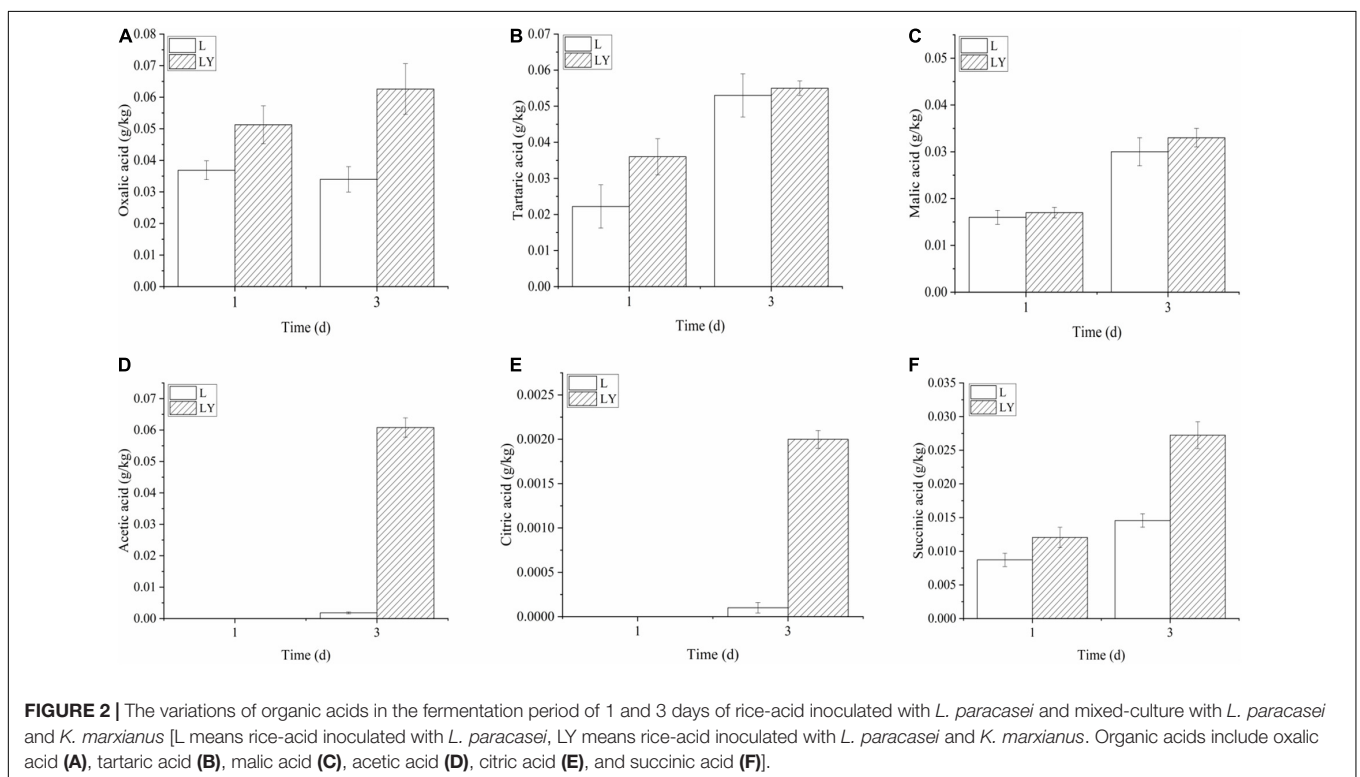 A
L
LY
Oxalic acid (g/kg)
0.08
0.07
0.06
0.05
0.04
0.03
0.02
0.01
0.00
1 3
Time (d)
B
L
LY
Tartaric acid (g/kg)
0.07
0.06
0.05
0.04
0.03
0.02
0.01
0.00
1 3
Time (d)
C
L
LY
Malic acid (g/kg)
0.05
0.04
0.03
0.02
0.01
0.00
1 3
Time (d)
D
L
LY
Acetic acid (g/kg)
0.07
0.06
0.05
0.04
0.03
0.02
0.01
0.00
1 3
Time (d)
E
L
LY
Citric acid (g/kg)
0.0025
0.0020
0.0015
0.0010
0.0005
0.0000
1 3
Time (d)
F
L
LY
Succinic acid (g/kg)
0.035
0.030
0.025
0.020
0.015
0.010
0.005
0.000
1 3
Time (d)
FIGURE 2 | The variations of organic acids in the fermentation period of 1 and 3 days of rice-acid inoculated with L. paracasei and mixed-culture with L. paracasei
and K. marxianus [L means rice-acid inoculated with L. paracasei, LY means rice-acid inoculated with L. paracasei and K. marxianus. Organic acids include oxalic
acid (A), tartaric acid (B), malic acid (C), acetic acid (D), citric acid (E), and succinic acid (F)].